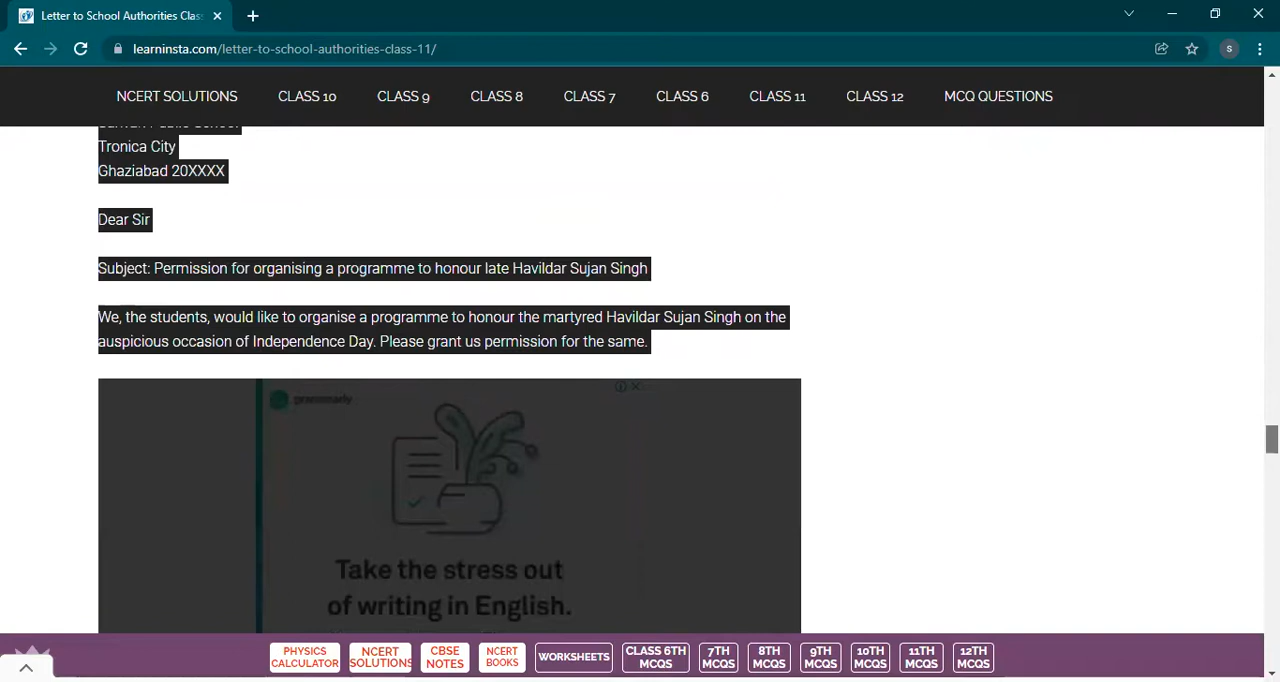 Letter to School Authorities Clas
learninsta.com/letter-to-school-authorities-class-11/
S
NCERT SOLUTIONS CLASS 10 CLASS 9 CLASS 8 CLASS 7 CLASS 6 CLASS 11 CLASS 12 MCQ QUESTIONS
Public School
Tronica City
Ghaziabad 20XXXX
Dear Sir
Subject: Permission for organising a programme to honour late Havildar Sujan Singh
We, the students, would like to organise a programme to honour the martyred Havildar Sujan Singh on the
auspicious occasion of Independence Day. Please grant us permission for the same.
grammarly
Take the stress out
of writing in English.
PHYSICS CALCULATOR
NCERT SOLUTIONS
CBSE NOTES
NCERT BOOKS
WORKSHEETS
CLASS 6TH MCQS
7TH MCQS
8TH MCQS
9TH MCQS
10TH MCQS
11TH MCQS
12TH MCQS